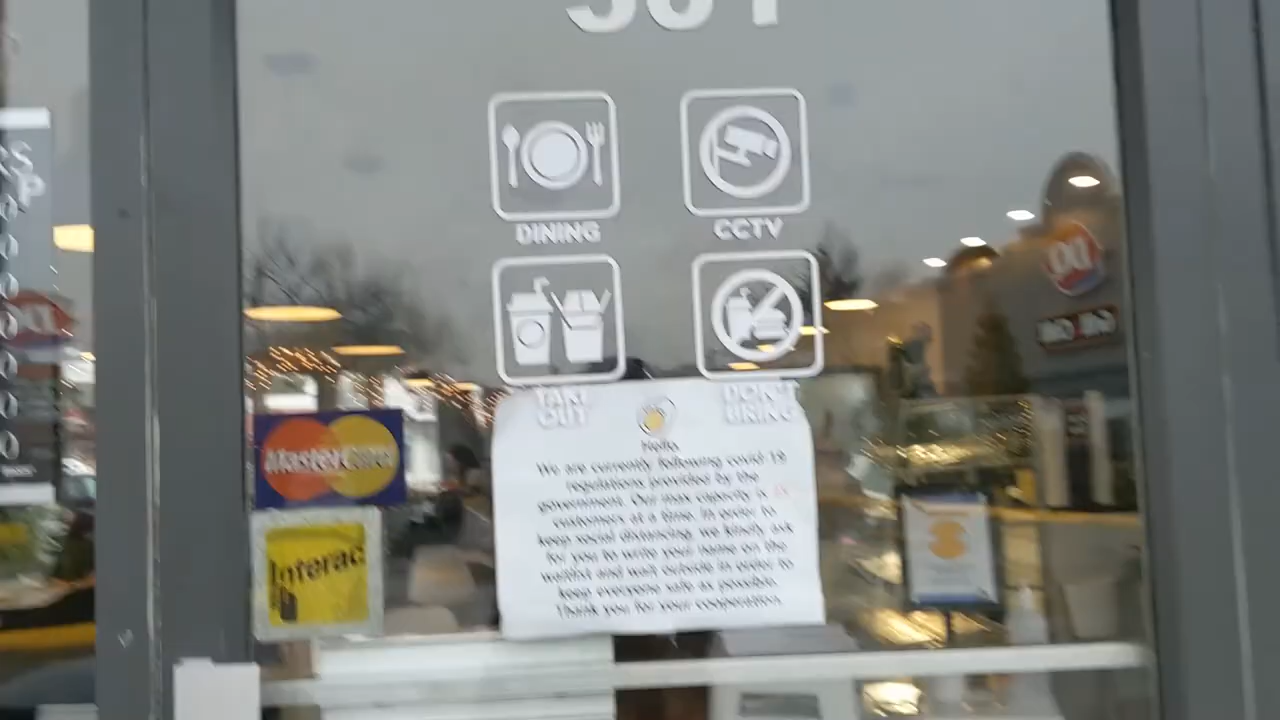 DINING
CCTV
TAKE
OUT
DON'T
BRING
MasterCard
Interac
Hello,
We are currently following covid-19
regulations provided by the
government. Our max capacity is
customers at a time. In order to
keep social distancing, we kindly ask
for you to write your name on the
waitlist and wait outside in order to
keep everyone safe as possible.
Thank you for your cooperation.